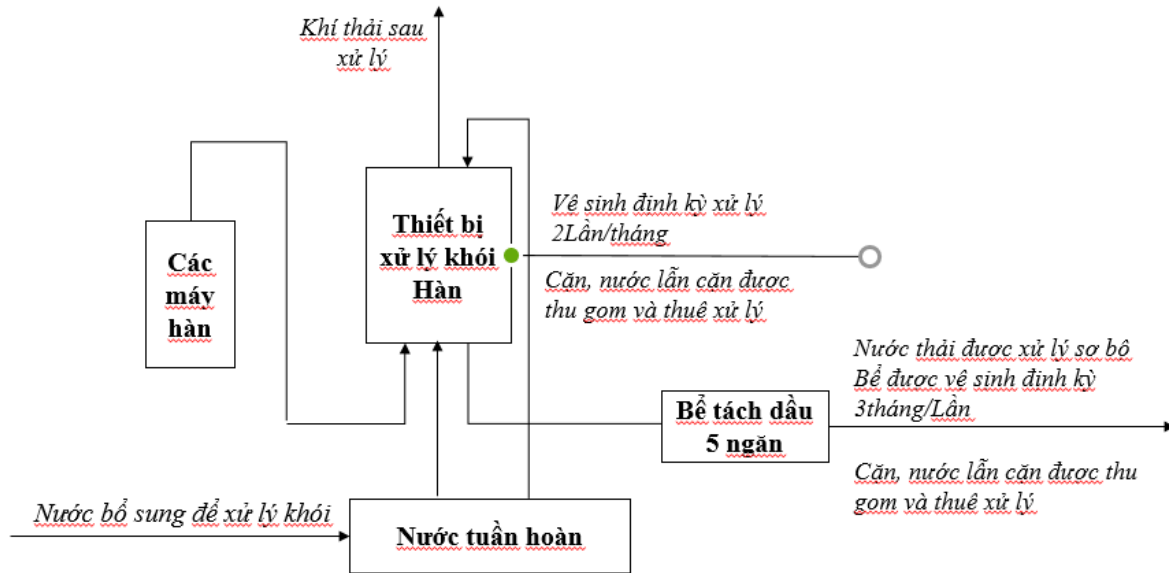 Khí thải sau
xử lý
Thiết bị
xử lý khói
Hàn
Vệ sinh định kỳ xử lý
2Lần/tháng
Cặn, nước lẫn cặn được
thu gom và thuê xử lý
Các
máy
hàn
Nước thải được xử lý sơ bộ
Bể được vệ sinh định kỳ
3tháng/Lần
Bể tách dầu
5 ngăn
Cặn, nước lẫn cặn được thu
gom và thuê xử lý
Nước bổ sung để xử lý khói
Nước tuần hoàn